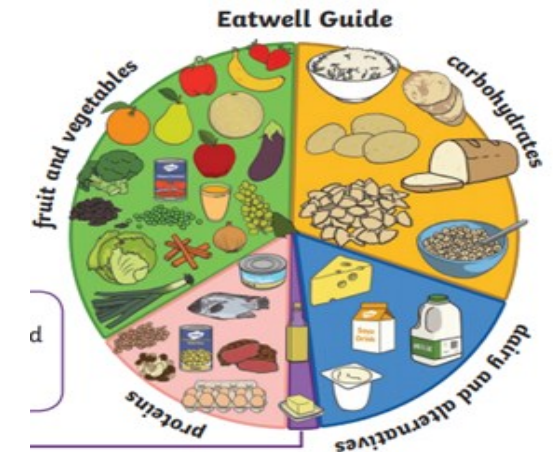 Eatwell Guide
fruit and vegetables
carbohydrates
d
proteins
dairy and alternatives